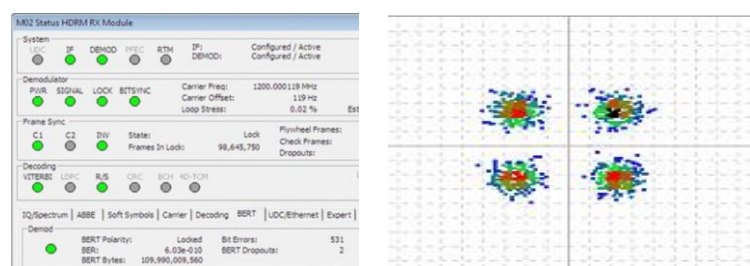 M02 Status HDRM RX Module
System
UDC IF DEMOD PFEC RTM IF: Configured / Active
DEMOD: Configured / Active
Demodulator
PWR SIGNAL LOCK BITSYNC Carrier Freq: 1200.000119 MHz
Carrier Offset: 119 Hz
Loop Stress: 0.02 % Est
Frame Sync
C1 C2 INV State: Lock Flywheel Frames:
Frames In Lock: 98,645,750 Check Frames:
Dropouts:
Decoding
VITERBI LDPC R/S CRC BCH 4D-TCM
IQ/Spectrum ABBE Soft Symbols Carrier Decoding BERT UDC/Ethernet Expert
Demod
BERT Polarity: Locked Bit Errors: 531
BER: 6.03e-010 BERT Dropouts: 2
BERT Bytes: 109,990,009,560